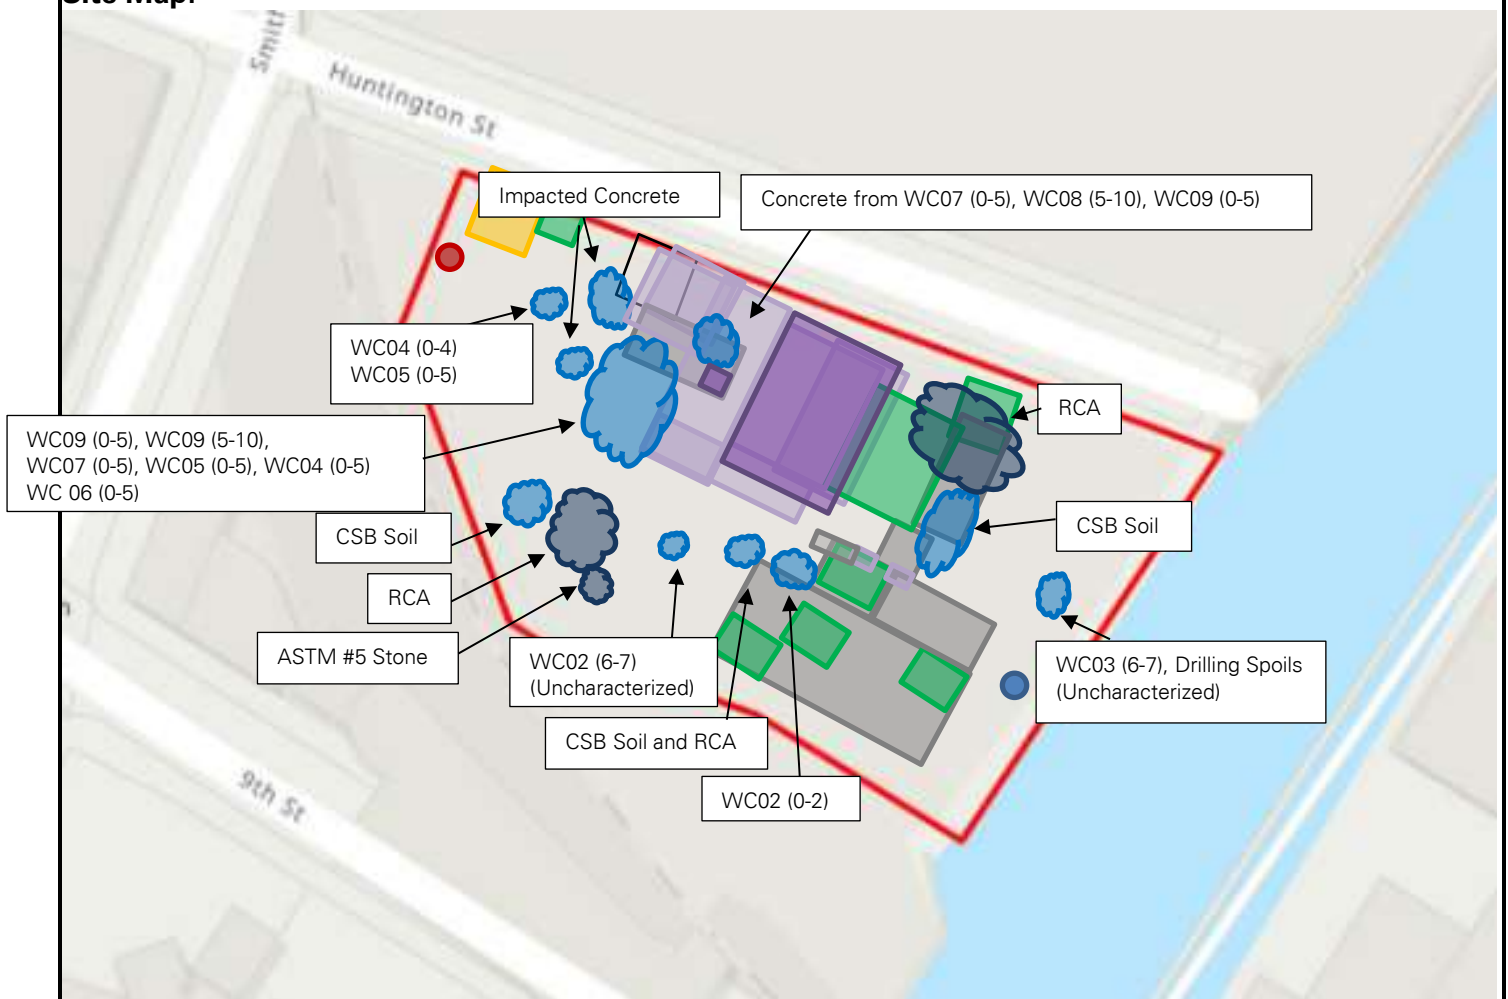 Site Map:
Smith
Huntington St
Impacted Concrete
Concrete from WC07 (0-5), WC08 (5-10), WC09 (0-5)
WC04 (0-4)
WC05 (0-5)
RCA
WC09 (0-5), WC09 (5-10),
WC07 (0-5), WC05 (0-5), WC04 (0-5)
WC 06 (0-5)
CSB Soil
CSB Soil
RCA
ASTM #5 Stone
WC02 (6-7)
(Uncharacterized)
WC03 (6-7), Drilling Spoils
(Uncharacterized)
CSB Soil and RCA
WC02 (0-2)
9th St